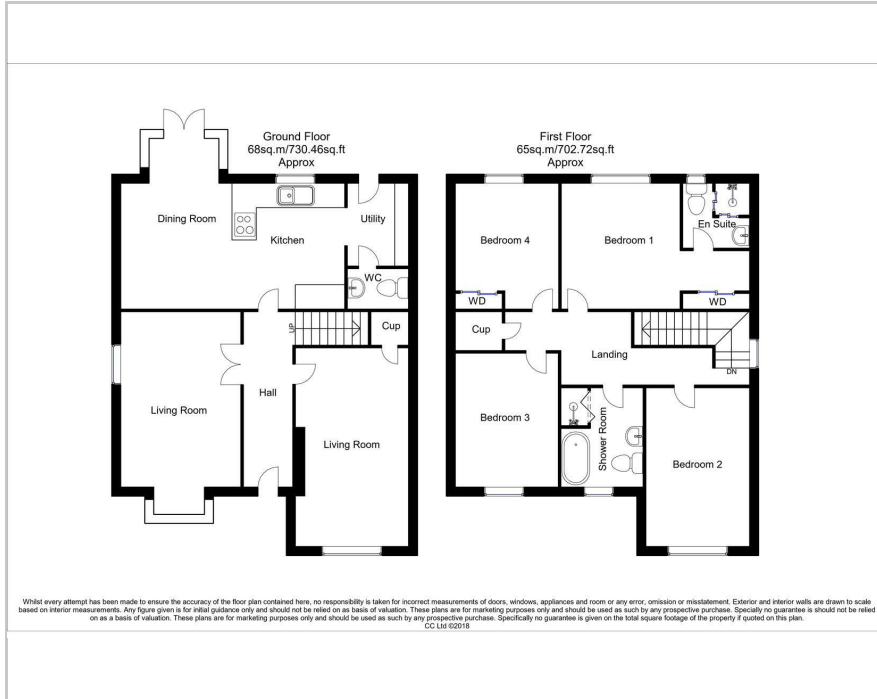 Ground Floor
68sq.m/730.46sq.ft
Approx
Dining Room
Kitchen
Utility
WC
UP
Cup
Hall
Living Room
Living Room
First Floor
65sq.m/702.72sq.ft
Approx
Bedroom 4
Bedroom 1
En Suite
WD
WD
Cup
Landing
DN
Bedroom 3
Shower Room
Bedroom 2
Whilst every attempt has been made to ensure the accuracy of the floor plan contained here, no responsibility is taken for incorrect measurements of doors, windows, appliances and room or any error, omission or misstatement. Exterior and interior walls are drawn to scale
based on interior measurements. Any figure given is for initial guidance only and should not be relied on as basis of valuation. These plans are for marketing purposes only and should be used as such by any prospective purchase. Specially no guarantee is should not be relied
on as a basis of valuation. These plans are for marketing purposes only and should be used as such by any prospective purchase. Specifically no guarantee is given on the total square footage of the property if quoted on this plan.
CC Ltd ©2018